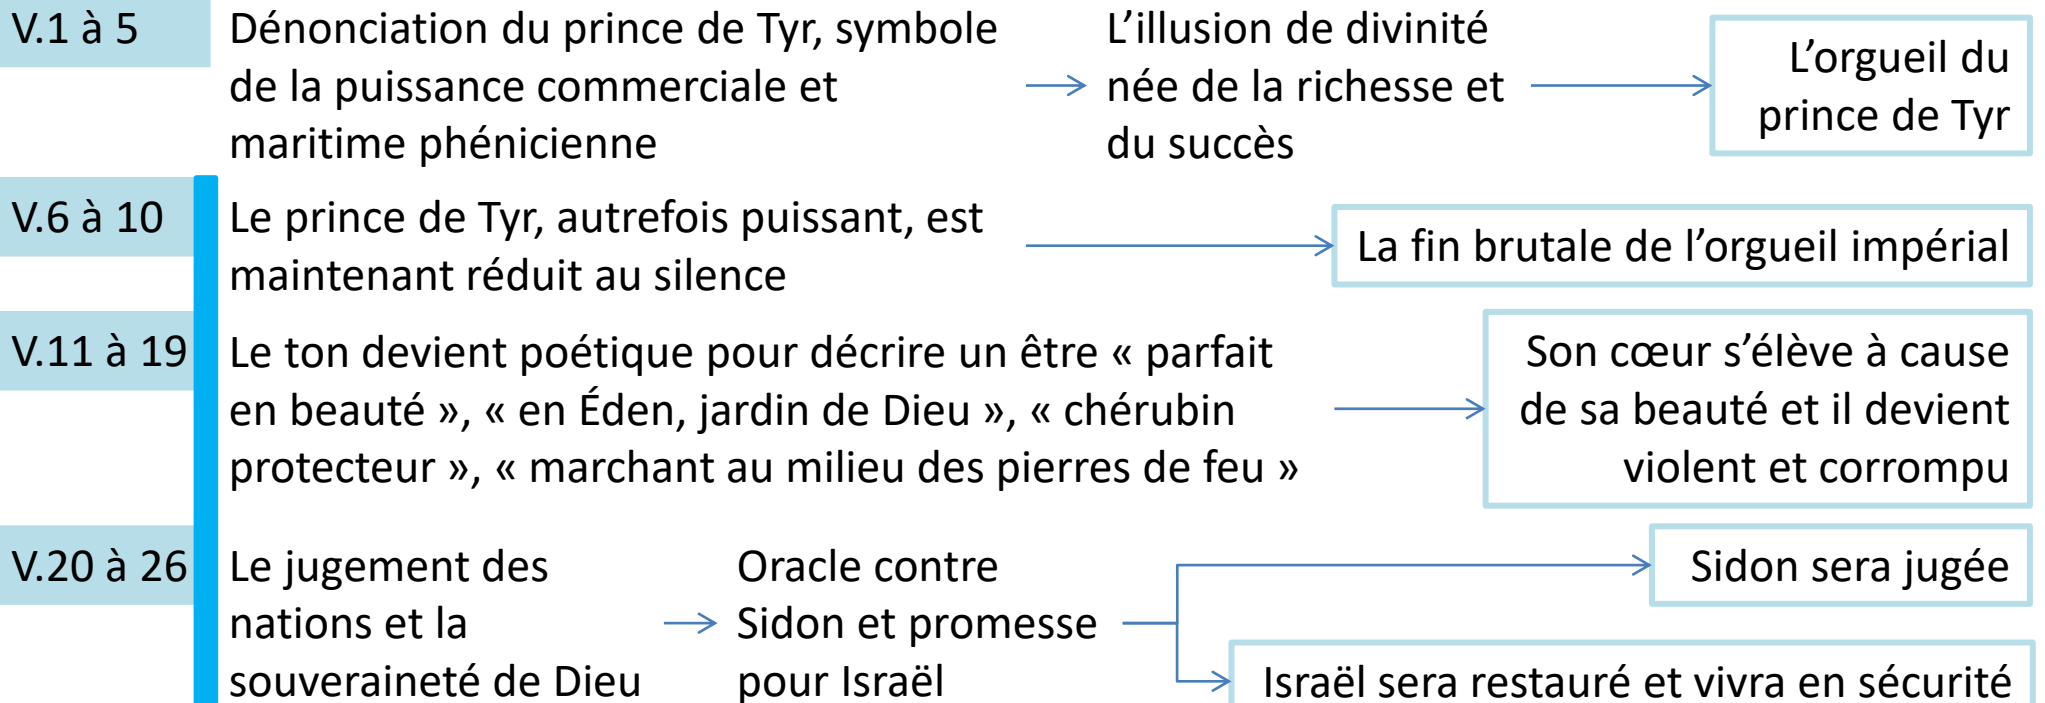 V.1 à 5
Dénonciation du prince de Tyr, symbole
de la puissance commerciale et
maritime phénicienne
L’illusion de divinité
née de la richesse et
du succès
L’orgueil du
prince de Tyr
V.6 à 10
Le prince de Tyr, autrefois puissant, est
maintenant réduit au silence
La fin brutale de l’orgueil impérial
V.11 à 19
Le ton devient poétique pour décrire un être « parfait
en beauté », « en Éden, jardin de Dieu », « chérubin
protecteur », « marchant au milieu des pierres de feu »
Son cœur s’élève à cause
de sa beauté et il devient
violent et corrompu
V.20 à 26
Le jugement des
nations et la
souveraineté de Dieu
Oracle contre
Sidon et promesse
pour Israël
Sidon sera jugée
Israël sera restauré et vivra en sécurité